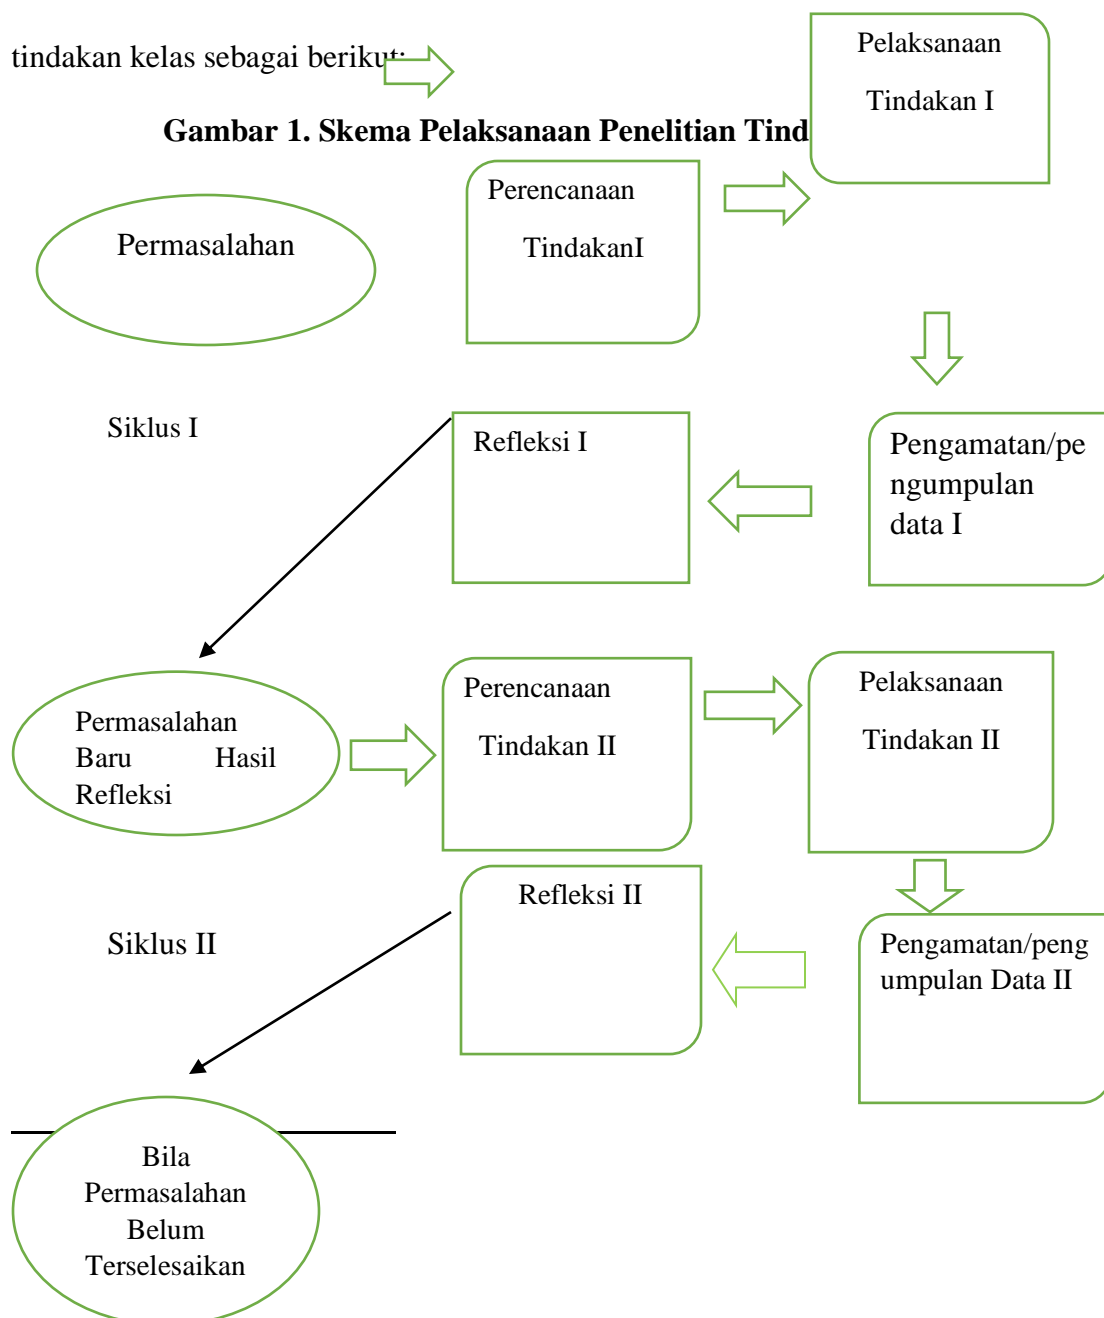 tindakan kelas sebagai berikut:
Gambar 1. Skema Pelaksanaan Penelitian Tind
Pelaksanaan
Tindakan I
Perencanaan
TindakanI
Permasalahan
Siklus I
Refleksi I
Pengamatan/pe
ngumpulan
data I
Permasalahan
Baru Hasil
Refleksi
Perencanaan
Tindakan II
Pelaksanaan
Tindakan II
Siklus II
Refleksi II
Pengamatan/peng
umpulan Data II
Bila
Permasalahan
Belum
Terselesaikan